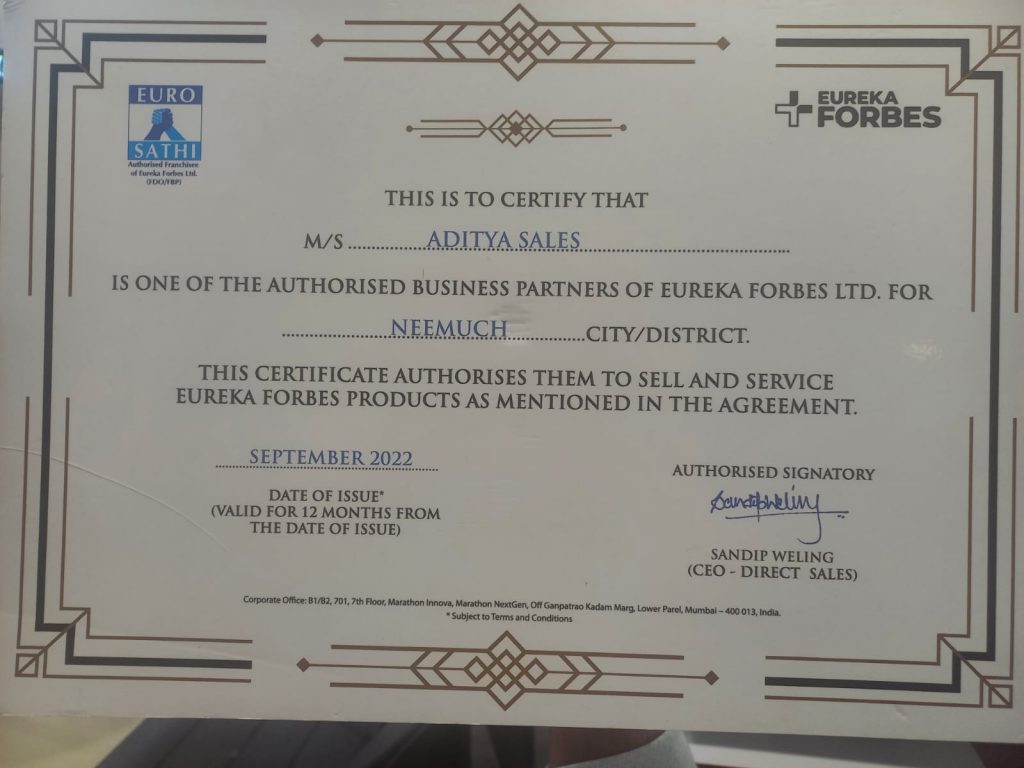 EURO
SATHI
Authorised Franchisee
of Eureka Forbes Ltd.
(FDO/FBP)
EUREKA
FORBES
THIS IS TO CERTIFY THAT
M/S ............ADITYA SALES................................
IS ONE OF THE AUTHORISED BUSINESS PARTNERS OF EUREKA FORBES LTD. FOR
................NEEMUCH............CITY/DISTRICT.
THIS CERTIFICATE AUTHORISES THEM TO SELL AND SERVICE
EUREKA FORBES PRODUCTS AS MENTIONED IN THE AGREEMENT.
SEPTEMBER 2022
DATE OF ISSUE*
(VALID FOR 12 MONTHS FROM
THE DATE OF ISSUE)
AUTHORISED SIGNATORY
Sandipweling
SANDIP WELING
(CEO - DIRECT SALES)
Corporate Office: B1/B2, 701, 7th Floor, Marathon Innova, Marathon NextGen, Off Ganpatrao Kadam Marg, Lower Parel, Mumbai – 400 013, India.
* Subject to Terms and Conditions